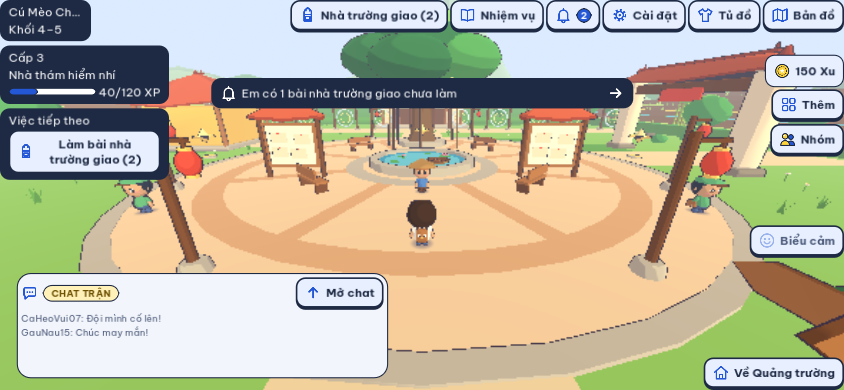 Cú Mèo Ch...
Khối 4–5
Nhà trường giao (2)
Nhiệm vụ
2
Cài đặt
Tủ đồ
Bản đồ
Cấp 3
Nhà thám hiểm nhí
40/120 XP
150 Xu
Em có 1 bài nhà trường giao chưa làm
Thêm
Việc tiếp theo
Làm bài nhà
trường giao (2)
Nhóm
Biểu cảm
CHAT TRẬN
Mở chat
CaHeoVui07: Đội mình cố lên!
GauNau15: Chúc may mắn!
Về Quảng trường